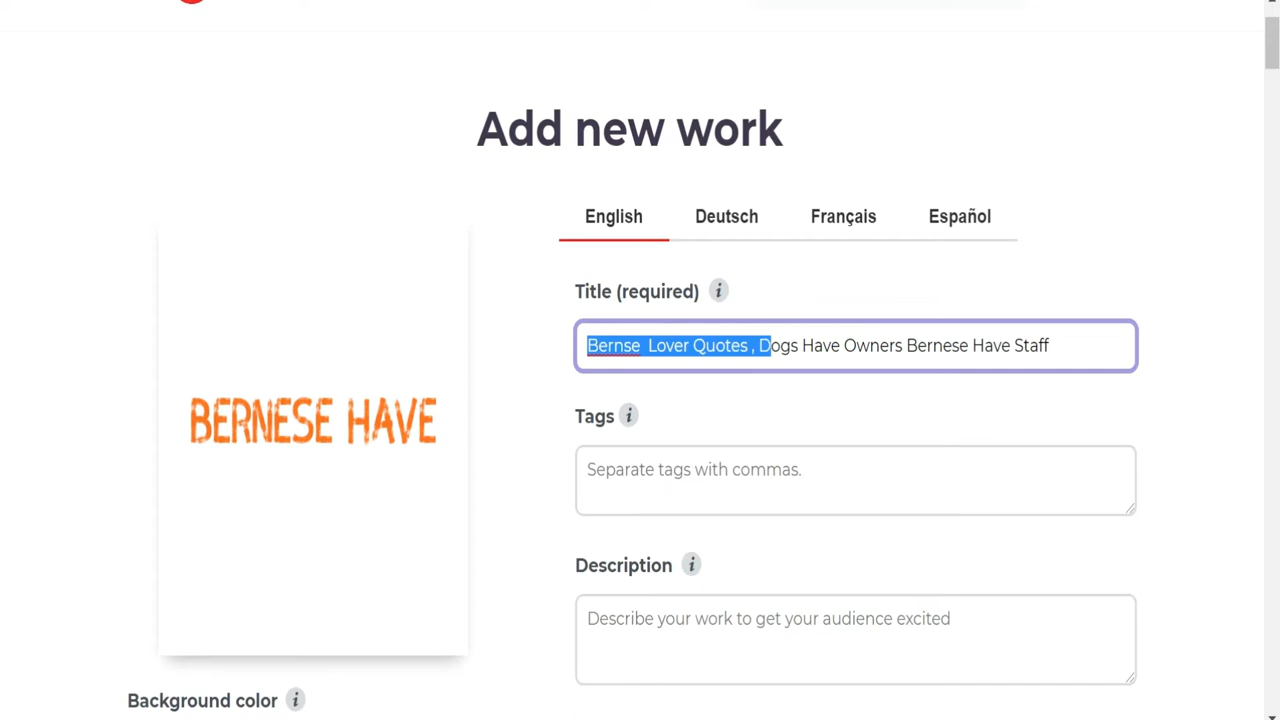 Add new work
English Deutsch Français Español
Title (required) i
Bernse Lover Quotes , Dogs Have Owners Bernese Have Staff
BERNESE HAVE
Tags i
Separate tags with commas.
Description i
Describe your work to get your audience excited
Background color i